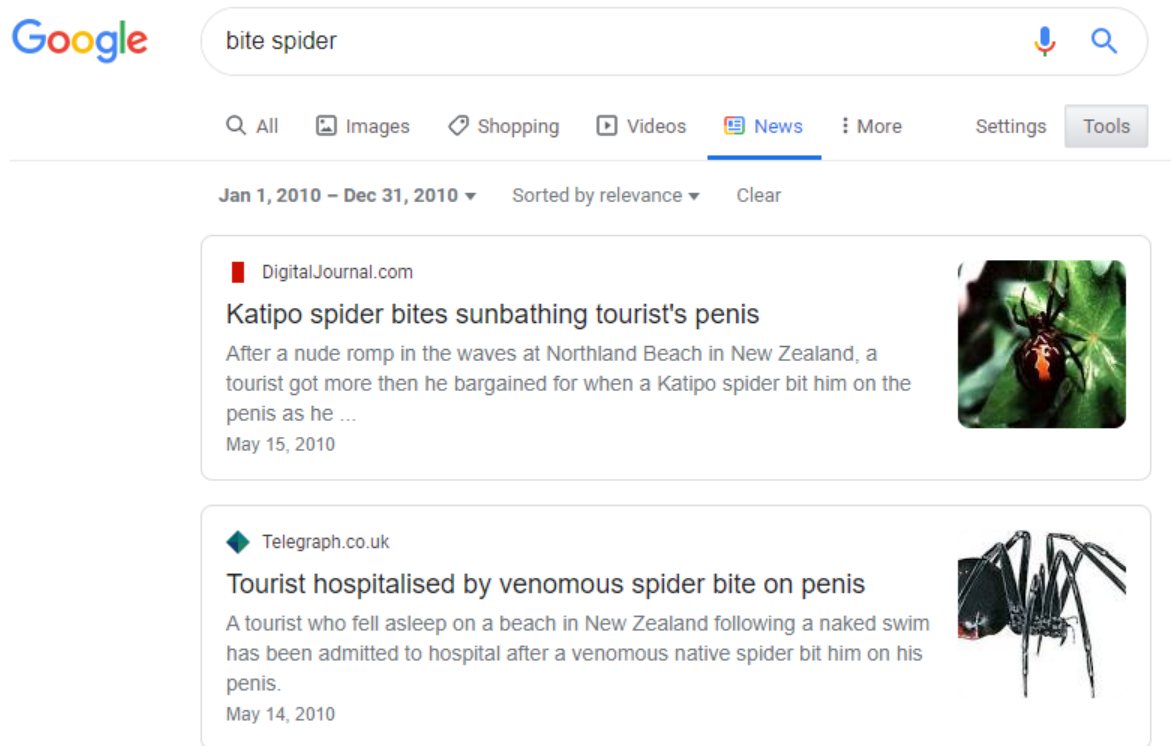 Google
bite spider
All Images Shopping Videos News More Settings Tools
Jan 1, 2010 – Dec 31, 2010 Sorted by relevance Clear
DigitalJournal.com
Katipo spider bites sunbathing tourist's penis
After a nude romp in the waves at Northland Beach in New Zealand, a
tourist got more then he bargained for when a Katipo spider bit him on the
penis as he ...
May 15, 2010
Telegraph.co.uk
Tourist hospitalised by venomous spider bite on penis
A tourist who fell asleep on a beach in New Zealand following a naked swim
has been admitted to hospital after a venomous native spider bit him on his
penis.
May 14, 2010